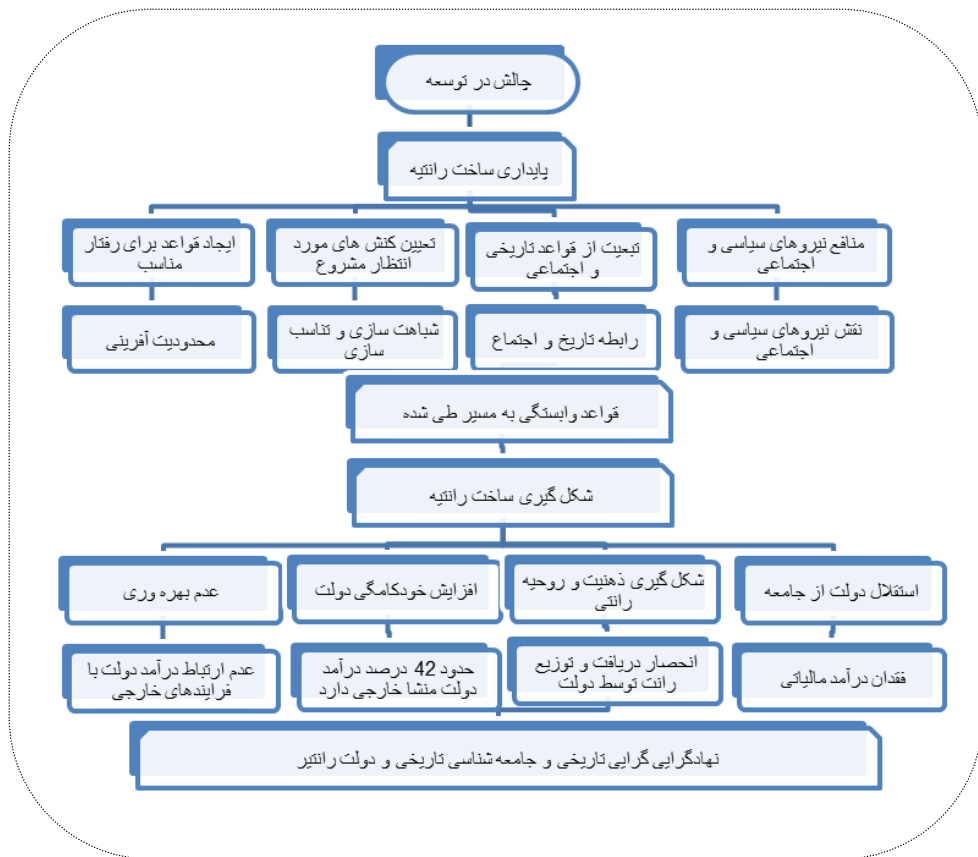 چالش در توسعه
پایداری ساخت رانتیه
منافع نیروهای سیاسی و
اجتماعی
تبعیت از قواعد تاریخی
و اجتماعی
تعیین کنش های مورد
انتظار مشروع
ایجاد قواعد برای رفتار
مناسب
نقش نیروهای سیاسی و
اجتماعی
رابطه تاریخ و اجتماع
شباهت سازی و تناسب
سازی
محدودیت آفرینی
قواعد وابستگی به مسیر طی شده
شکل گیری ساخت رانتیه
استقلال دولت از جامعه
شکل گیری ذهنیت و روحیه
رانتی
افزایش خودکامگی دولت
عدم بهره وری
فقدان درآمد مالیاتی
انحصار دریافت و توزیع
رانت توسط دولت
حدود 42 درصد درآمد
دولت منشا خارجی دارد
عدم ارتباط درآمد دولت با
فرایندهای خارجی
نهادگرایی گرایی تاریخی و جامعه شناسی تاریخی و دولت رانتیر